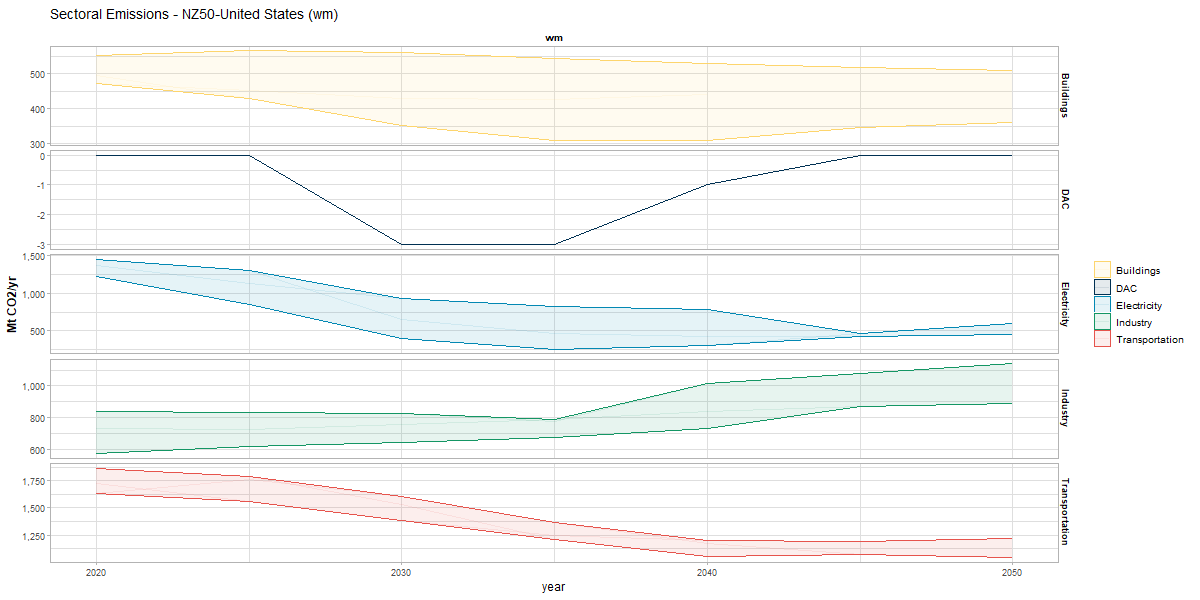 Sectoral Emissions - NZ50-United States (wm)
wm
500
400
300
Buildings
0
-1
-2
-3
DAC
1,500
1,000
500
Electricity
1,000
800
600
Industry
1,750
1,500
1,250
Transportation
2020
2030
2040
2050
year
Mt CO2/yr
Buildings
DAC
Electricity
Industry
Transportation